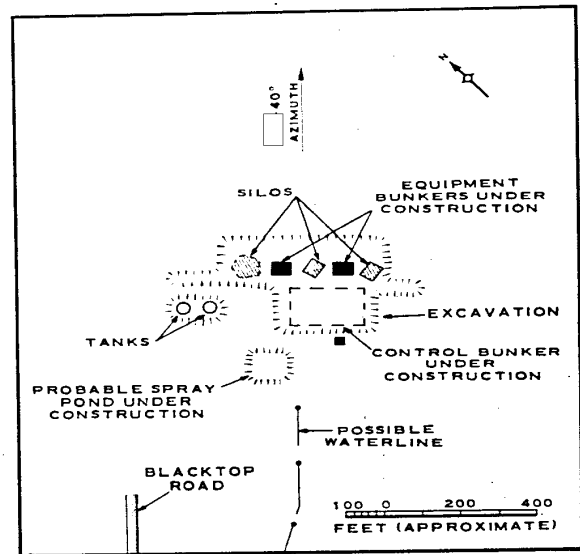 N
40°
AZIMUTH
SILOS
EQUIPMENT
BUNKERS UNDER
CONSTRUCTION
EXCAVATION
TANKS
CONTROL BUNKER
UNDER
CONSTRUCTION
PROBABLE SPRAY
POND UNDER
CONSTRUCTION
POSSIBLE
WATERLINE
BLACKTOP
ROAD
100 0 200 400
FEET (APPROXIMATE)